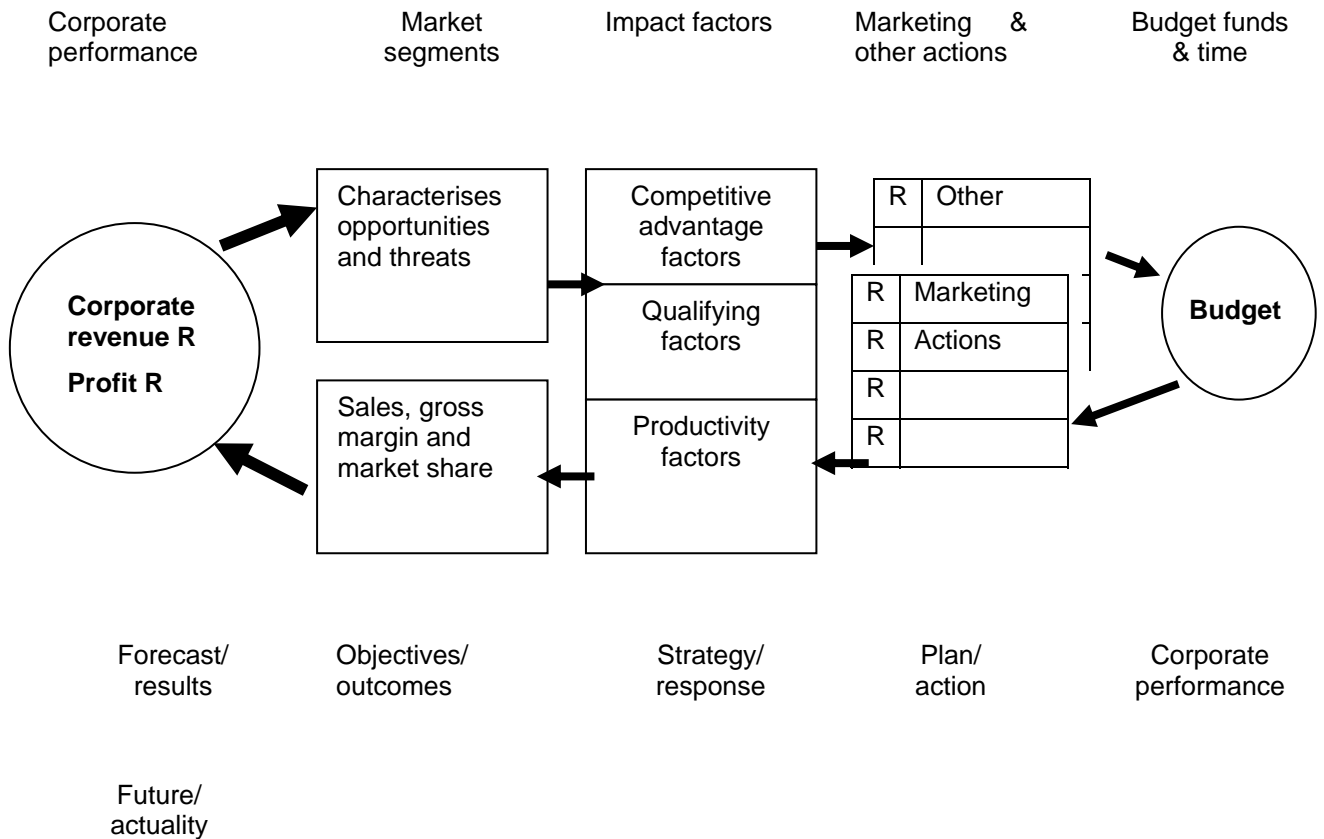 Corporate
performance
Market
segments
Impact factors
Marketing &
other actions
Budget funds
& time
Corporate
revenue R
Profit R
Characterises
opportunities
and threats
Sales, gross
margin and
market share
Competitive
advantage
factors
Qualifying
factors
Productivity
factors
R Other
R Marketing
R Actions
R
R
Budget
Forecast/
results
Objectives/
outcomes
Strategy/
response
Plan/
action
Corporate
performance
Future/
actuality